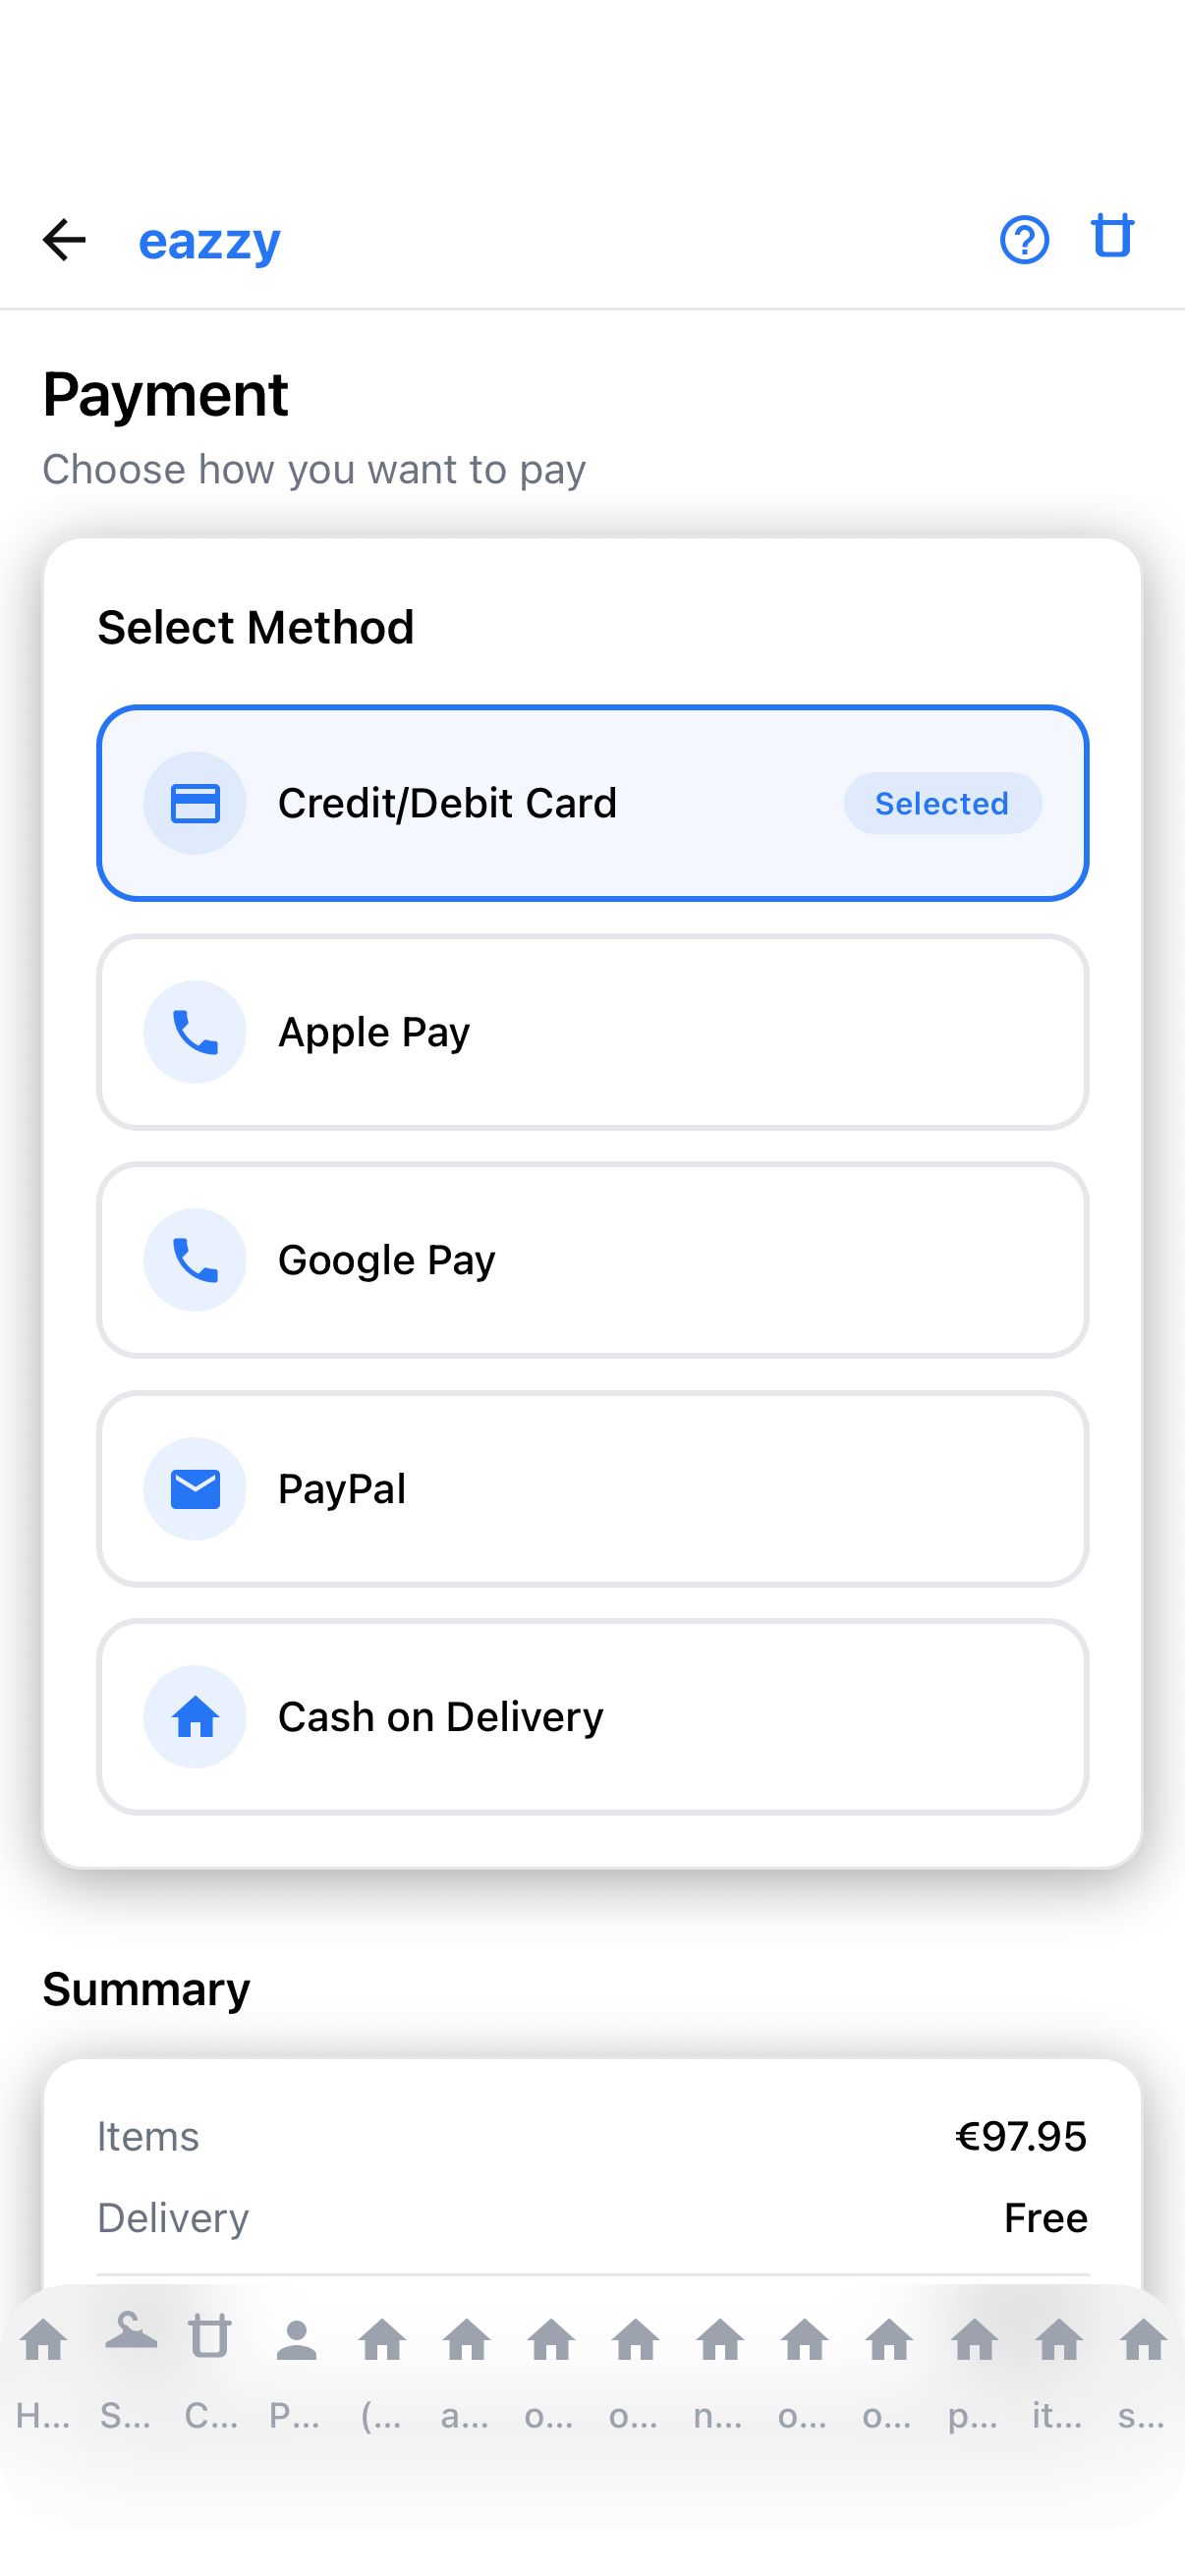 eazzy
Payment
Choose how you want to pay
Select Method
Credit/Debit Card Selected
Apple Pay
Google Pay
PayPal
Cash on Delivery
Summary
Items €97.95
Delivery Free
H... S... C... P... (... a... o... o... n... o... o... p... it... s...